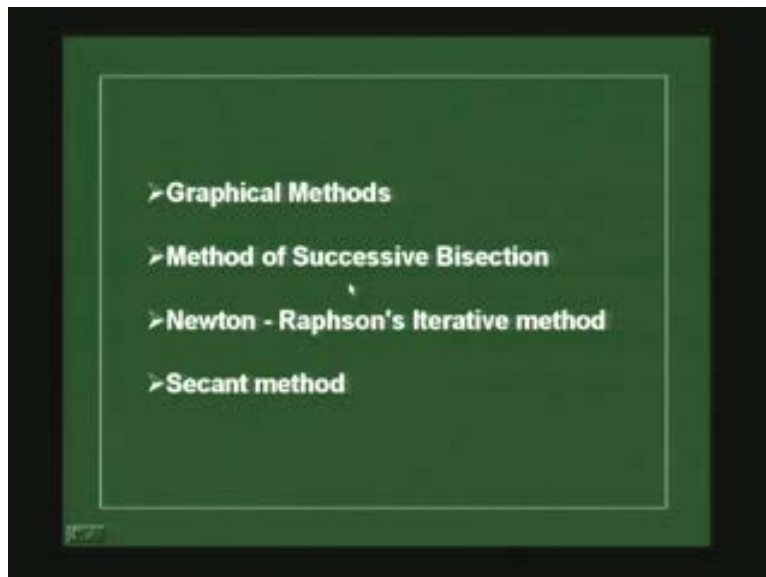 ➢Graphical Methods
➢Method of Successive Bisection
➢Newton - Raphson's Iterative method
➢Secant method